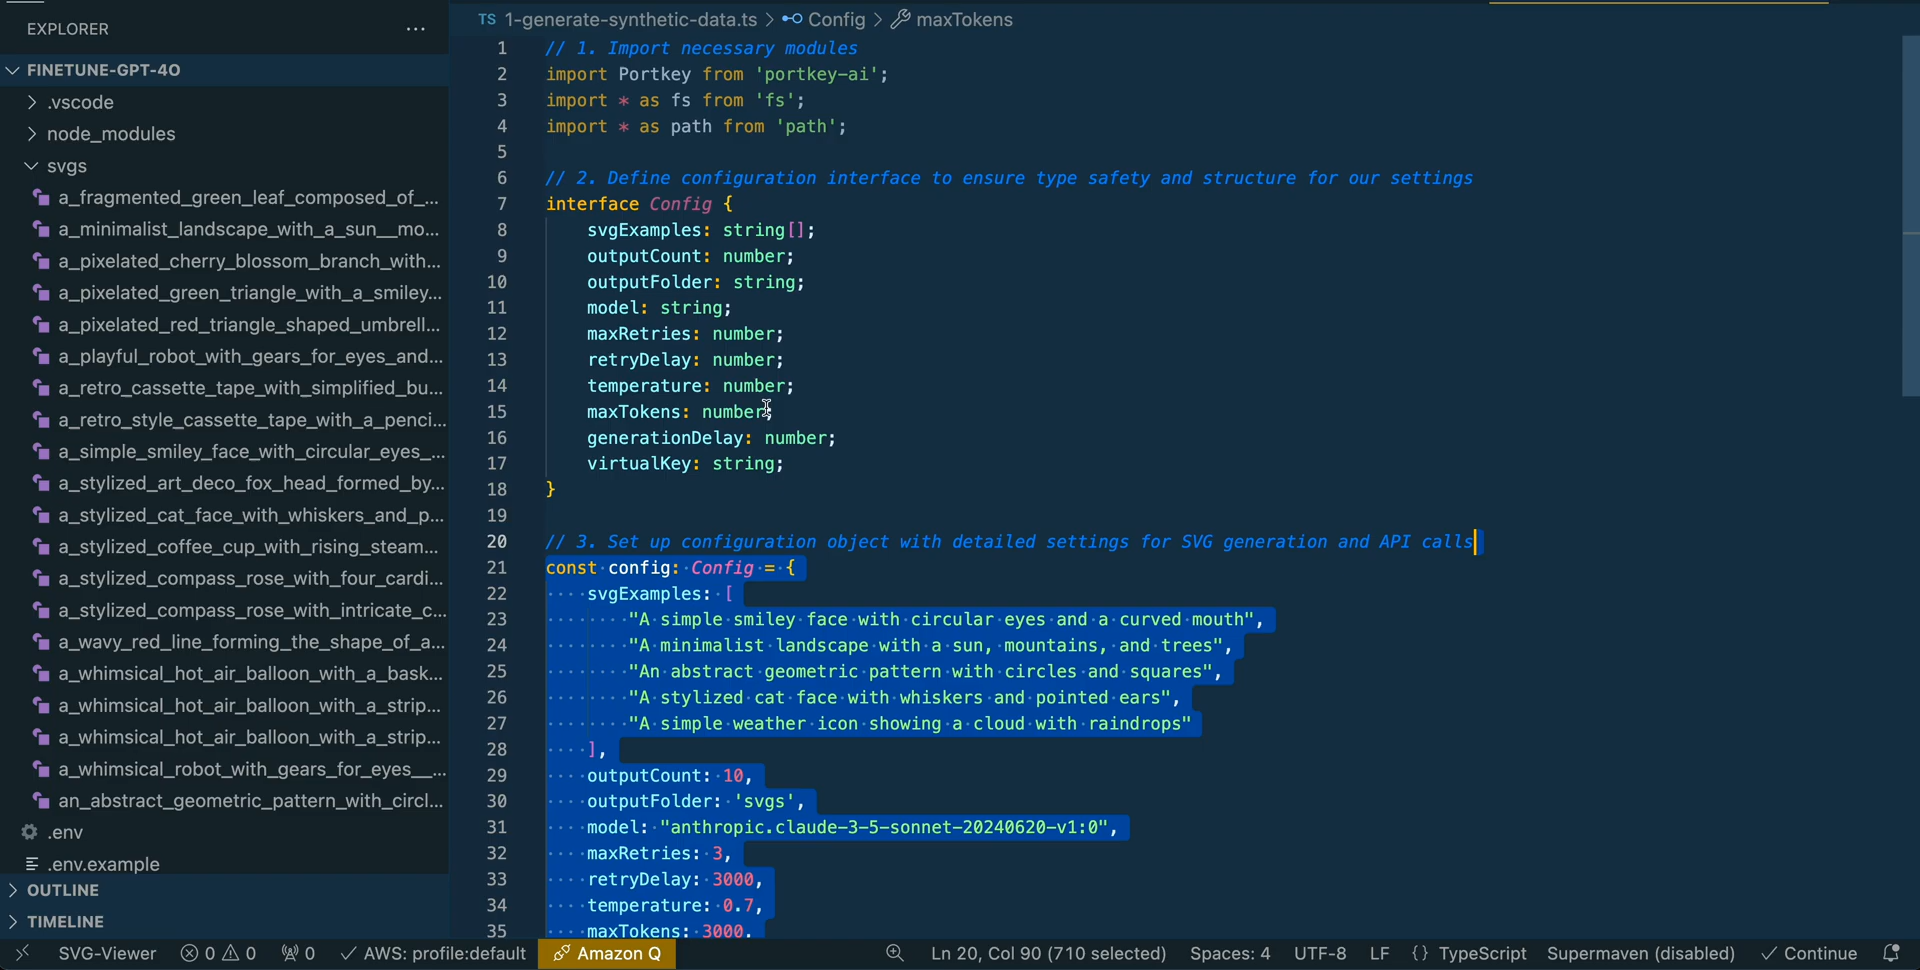 EXPLORER
···
FINETUNE-GPT-4O
.vscode
node_modules
svgs
a_fragmented_green_leaf_composed_of_...
a_minimalist_landscape_with_a_sun__mo...
a_pixelated_cherry_blossom_branch_with...
a_pixelated_green_triangle_with_a_smiley...
a_pixelated_red_triangle_shaped_umbrell...
a_playful_robot_with_gears_for_eyes_and...
a_retro_cassette_tape_with_simplified_bu...
a_retro_style_cassette_tape_with_a_penci...
a_simple_smiley_face_with_circular_eyes_...
a_stylized_art_deco_fox_head_formed_by...
a_stylized_cat_face_with_whiskers_and_p...
a_stylized_coffee_cup_with_rising_steam...
a_stylized_compass_rose_with_four_cardi...
a_stylized_compass_rose_with_intricate_c...
a_wavy_red_line_forming_the_shape_of_a...
a_whimsical_hot_air_balloon_with_a_bask...
a_whimsical_hot_air_balloon_with_a_strip...
a_whimsical_hot_air_balloon_with_a_strip...
a_whimsical_robot_with_gears_for_eyes__...
an_abstract_geometric_pattern_with_circl...
.env
.env.example
OUTLINE
TIMELINE
TS 1-generate-synthetic-data.ts > Config > maxTokens
1 // 1. Import necessary modules
2 import Portkey from 'portkey-ai';
3 import * as fs from 'fs';
4 import * as path from 'path';
5
6 // 2. Define configuration interface to ensure type safety and structure for our settings
7 interface Config {
8 svgExamples: string[];
9 outputCount: number;
10 outputFolder: string;
11 model: string;
12 maxRetries: number;
13 retryDelay: number;
14 temperature: number;
15 maxTokens: number;
16 generationDelay: number;
17 virtualKey: string;
18 }
19
20 // 3. Set up configuration object with detailed settings for SVG generation and API calls
21 const config: Config = {
22 svgExamples: [
23 "A simple smiley face with circular eyes and a curved mouth",
24 "A minimalist landscape with a sun, mountains, and trees",
25 "An abstract geometric pattern with circles and squares",
26 "A stylized cat face with whiskers and pointed ears",
27 "A simple weather icon showing a cloud with raindrops"
28 ],
29 outputCount: 10,
30 outputFolder: 'svgs',
31 model: "anthropic.claude-3-5-sonnet-20240620-v1:0",
32 maxRetries: 3,
33 retryDelay: 3000,
34 temperature: 0.7,
35 maxTokens: 3000,
SVG-Viewer 0 0 0 AWS: profile:default Amazon Q Ln 20, Col 90 (710 selected) Spaces: 4 UTF-8 LF {} TypeScript Supermaven (disabled) Continue